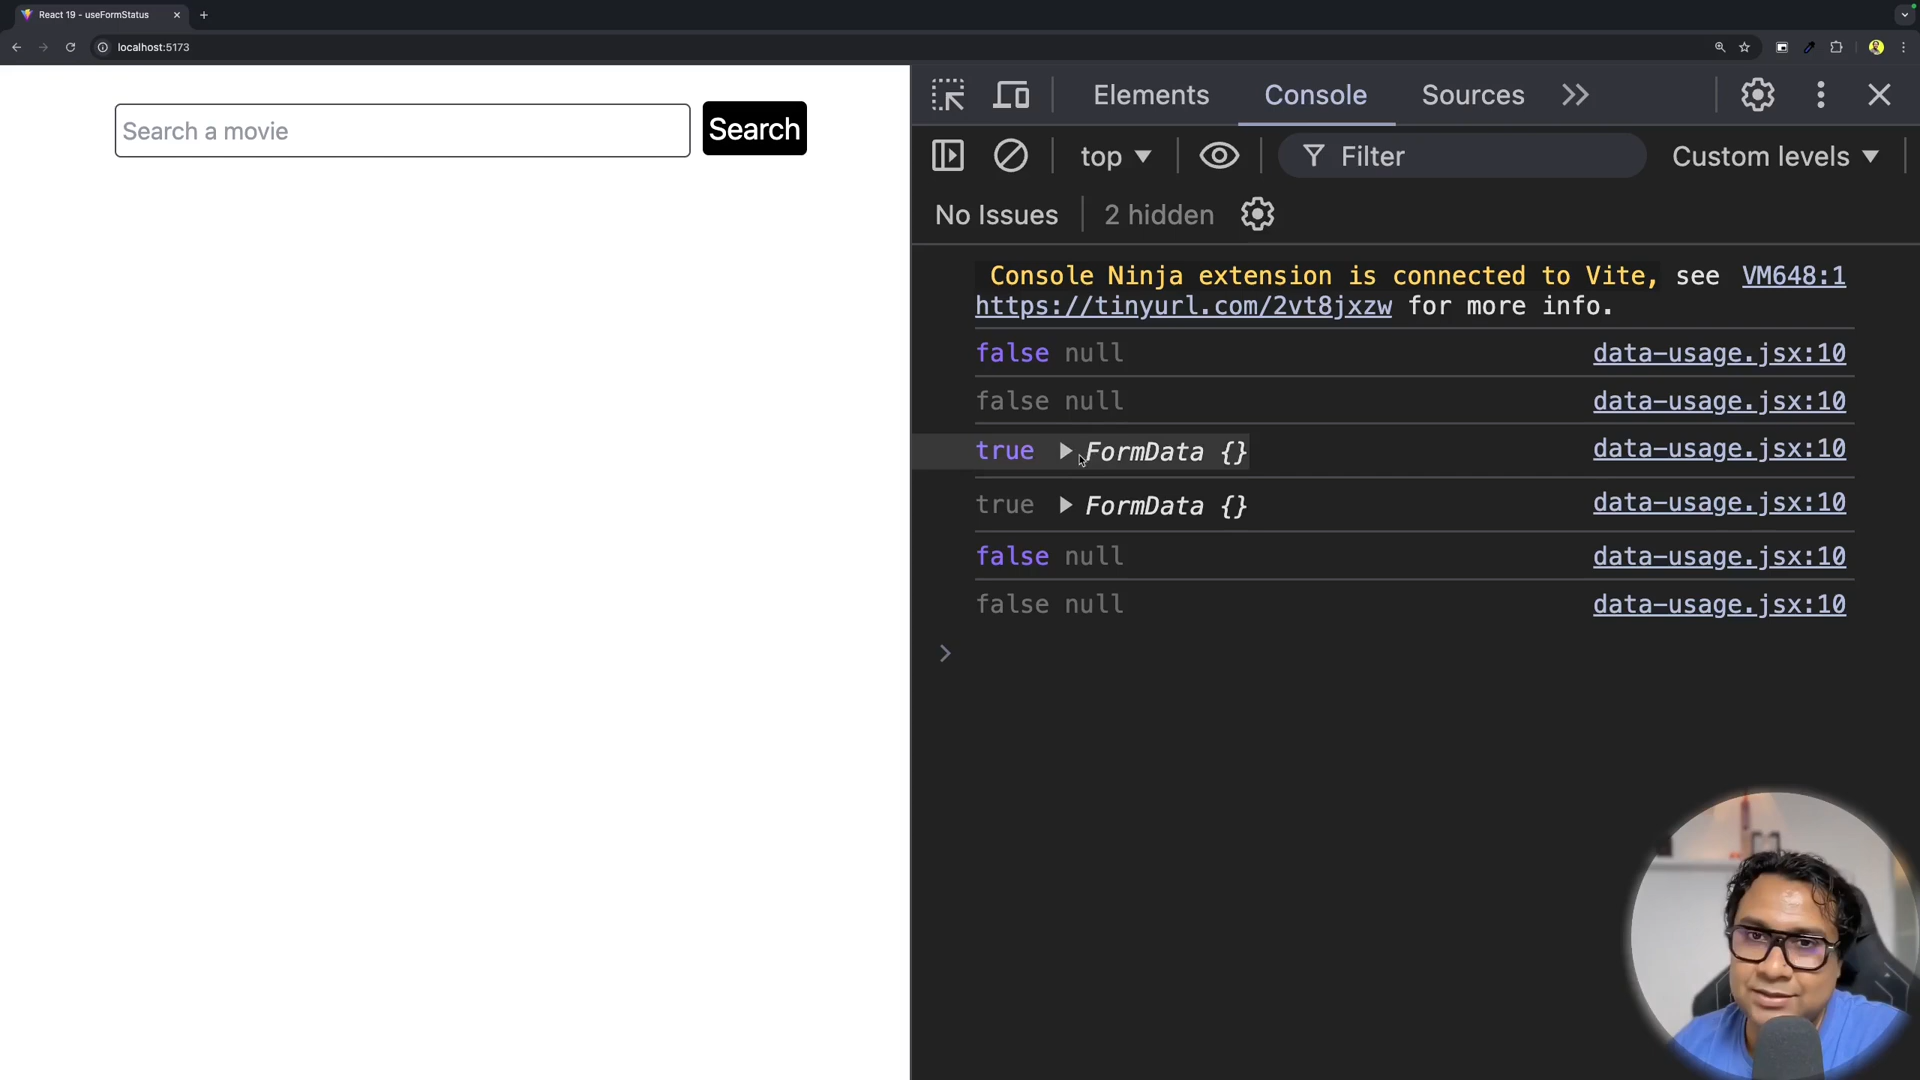 React 19 - useFormStatus
localhost:5173
Search a movie
Search
Elements
Console
Sources
top
Filter
Custom levels
No Issues
2 hidden
Console Ninja extension is connected to Vite, see VM648:1
https://tinyurl.com/2vt8jxzw for more info.
false null data-usage.jsx:10
false null data-usage.jsx:10
true FormData {} data-usage.jsx:10
true FormData {} data-usage.jsx:10
false null data-usage.jsx:10
false null data-usage.jsx:10